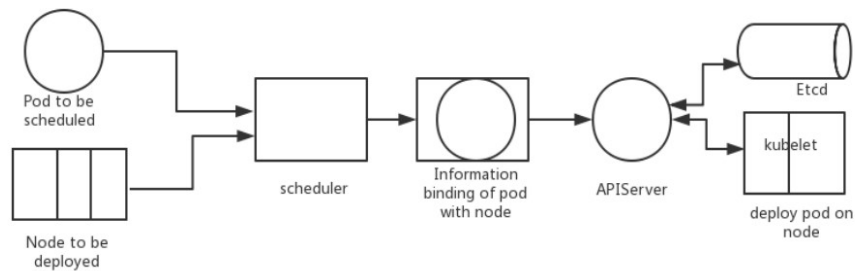 Pod to be
scheduled
Node to be
deployed
scheduler
Information
binding of pod
with node
APIServer
Etcd
kubelet
deploy pod on
node